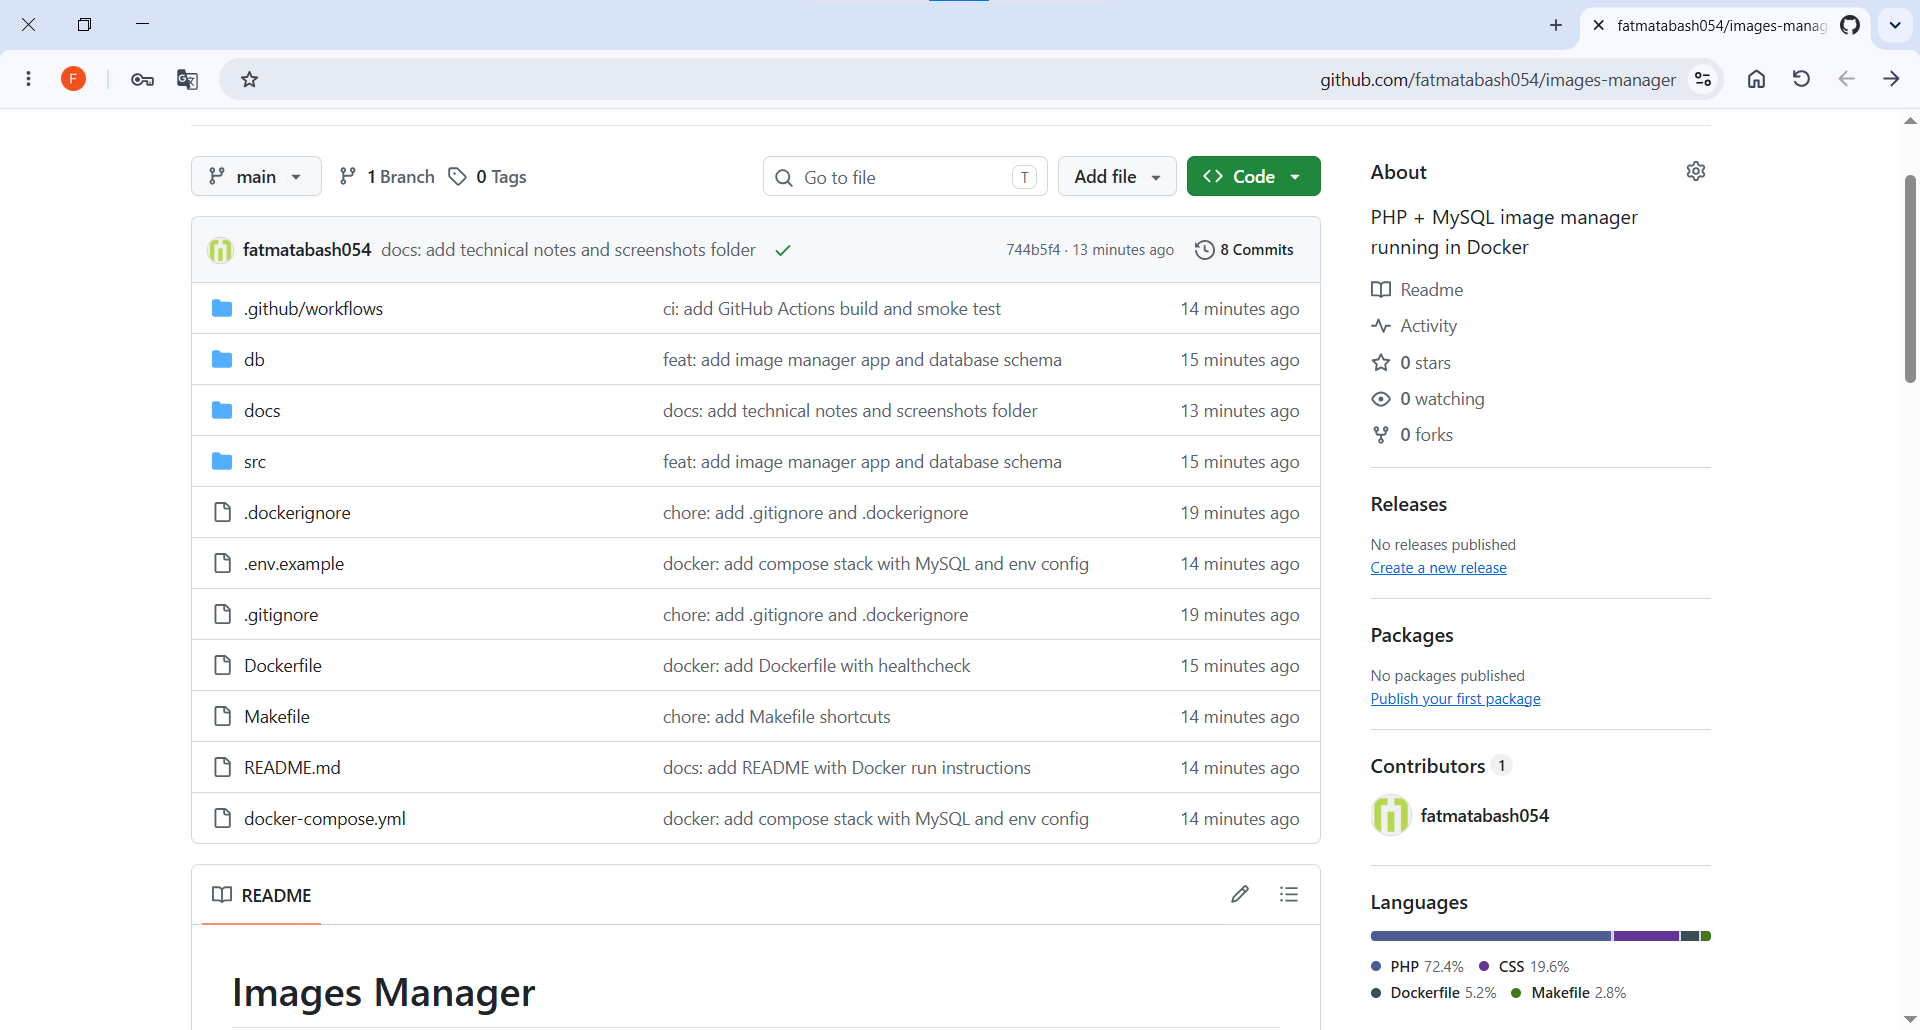 fatmatabash054/images-manag
F
github.com/fatmatabash054/images-manager
main
1 Branch
0 Tags
Go to file
T
Add file
Code
fatmatabash054 docs: add technical notes and screenshots folder
744b5f4 · 13 minutes ago
8 Commits
.github/workflows ci: add GitHub Actions build and smoke test 14 minutes ago
db feat: add image manager app and database schema 15 minutes ago
docs docs: add technical notes and screenshots folder 13 minutes ago
src feat: add image manager app and database schema 15 minutes ago
.dockerignore chore: add .gitignore and .dockerignore 19 minutes ago
.env.example docker: add compose stack with MySQL and env config 14 minutes ago
.gitignore chore: add .gitignore and .dockerignore 19 minutes ago
Dockerfile docker: add Dockerfile with healthcheck 15 minutes ago
Makefile chore: add Makefile shortcuts 14 minutes ago
README.md docs: add README with Docker run instructions 14 minutes ago
docker-compose.yml docker: add compose stack with MySQL and env config 14 minutes ago
README
Images Manager
About
PHP + MySQL image manager
running in Docker
Readme
Activity
0 stars
0 watching
0 forks
Releases
No releases published
Create a new release
Packages
No packages published
Publish your first package
Contributors 1
fatmatabash054
Languages
PHP 72.4% CSS 19.6%
Dockerfile 5.2% Makefile 2.8%